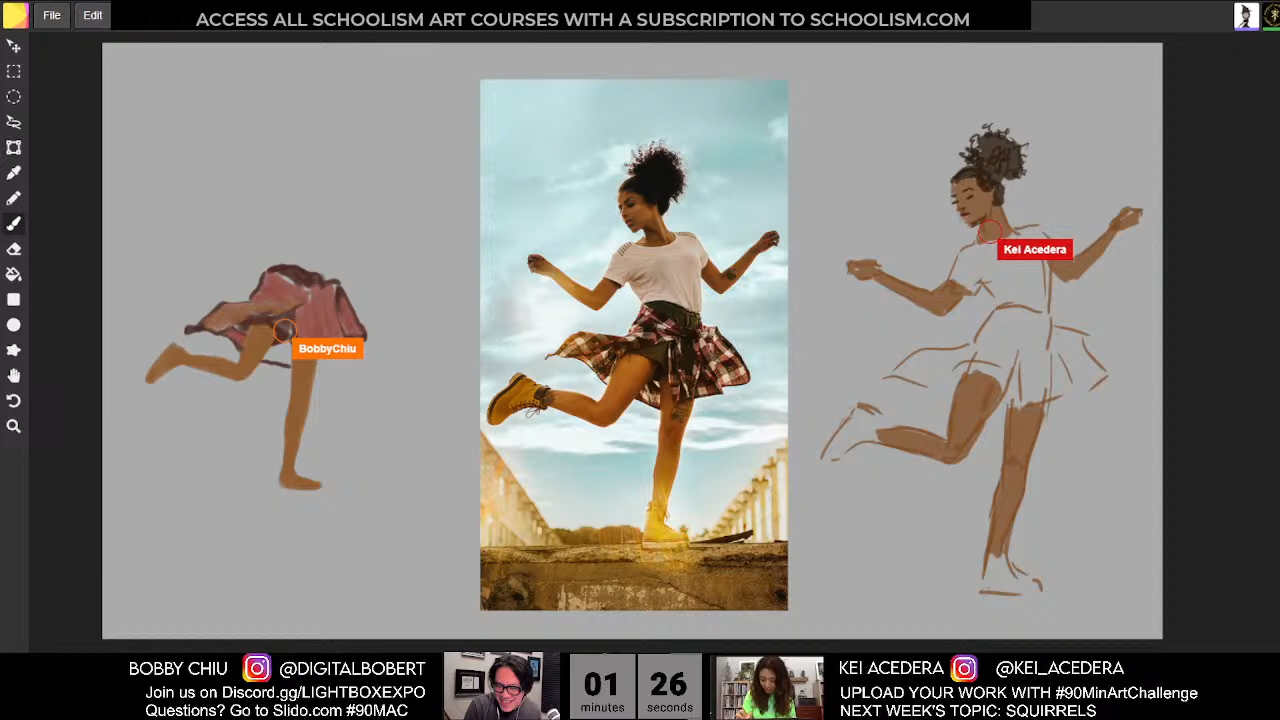 ACCESS ALL SCHOOLISM ART COURSES WITH A SUBSCRIPTION TO SCHOOLISM.COM
File
Edit
Kei Acedera
BobbyChiu
BOBBY CHIU @DIGITALBOBERT
Join us on Discord.gg/LIGHTBOXEXPO
Questions? Go to Slido.com #90MAC
01
minutes
26
seconds
KEI ACEDERA @KEI_ACEDERA
UPLOAD YOUR WORK WITH #90MinArtChallenge
NEXT WEEK'S TOPIC: SQUIRRELS